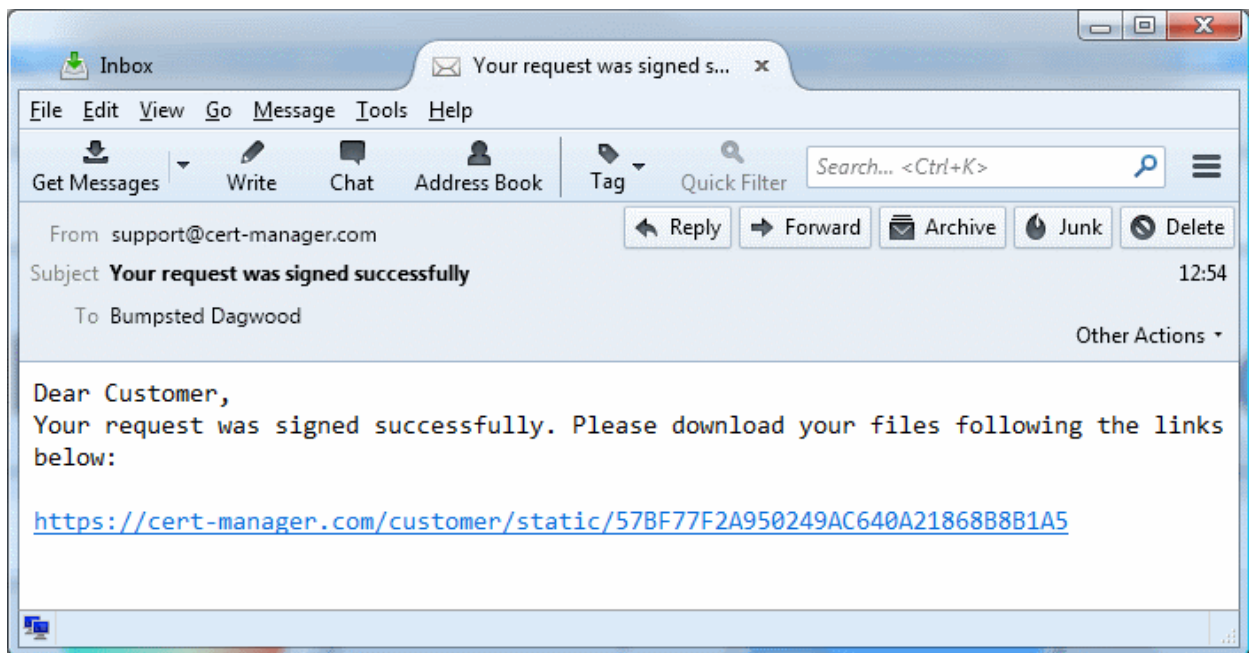 Inbox
Your request was signed s...
File Edit View Go Message Tools Help
Get Messages Write Chat Address Book Tag Quick Filter Search... <Ctrl+K>
From support@cert-manager.com Reply Forward Archive Junk Delete
Subject Your request was signed successfully 12:54
To Bumpsted Dagwood
Other Actions
Dear Customer,
Your request was signed successfully. Please download your files following the links
below:
https://cert-manager.com/customer/static/57BF77F2A950249AC640A21868B8B1A5